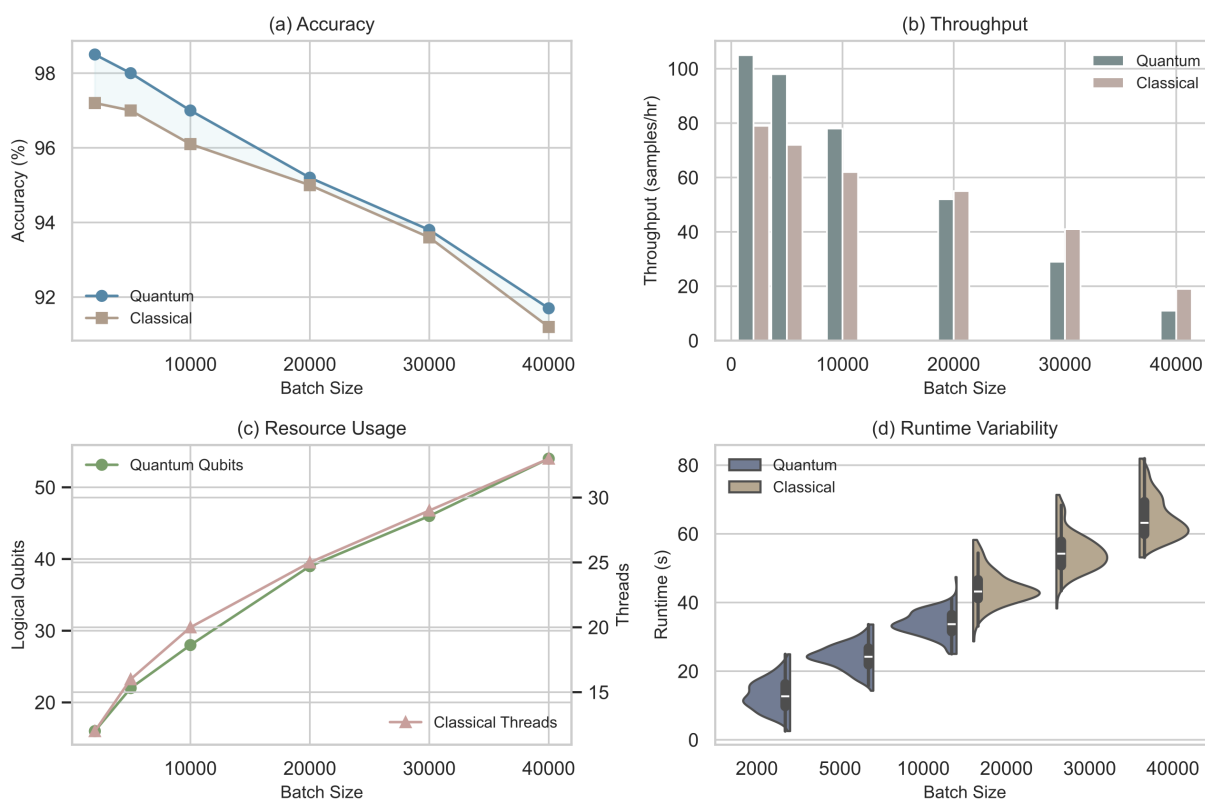 (a) Accuracy
Accuracy (%)
98
96
94
92
Quantum
Classical
10000 20000 30000 40000
Batch Size
(b) Throughput
Throughput (samples/hr)
100
80
60
40
20
0
Quantum
Classical
0 10000 20000 30000 40000
Batch Size
(c) Resource Usage
Logical Qubits
50
40
30
20
Quantum Qubits
Classical Threads
30
25
20
15
Threads
10000 20000 30000 40000
Batch Size
(d) Runtime Variability
Runtime (s)
80
60
40
20
0
Quantum
Classical
2000 5000 10000 20000 30000 40000
Batch Size